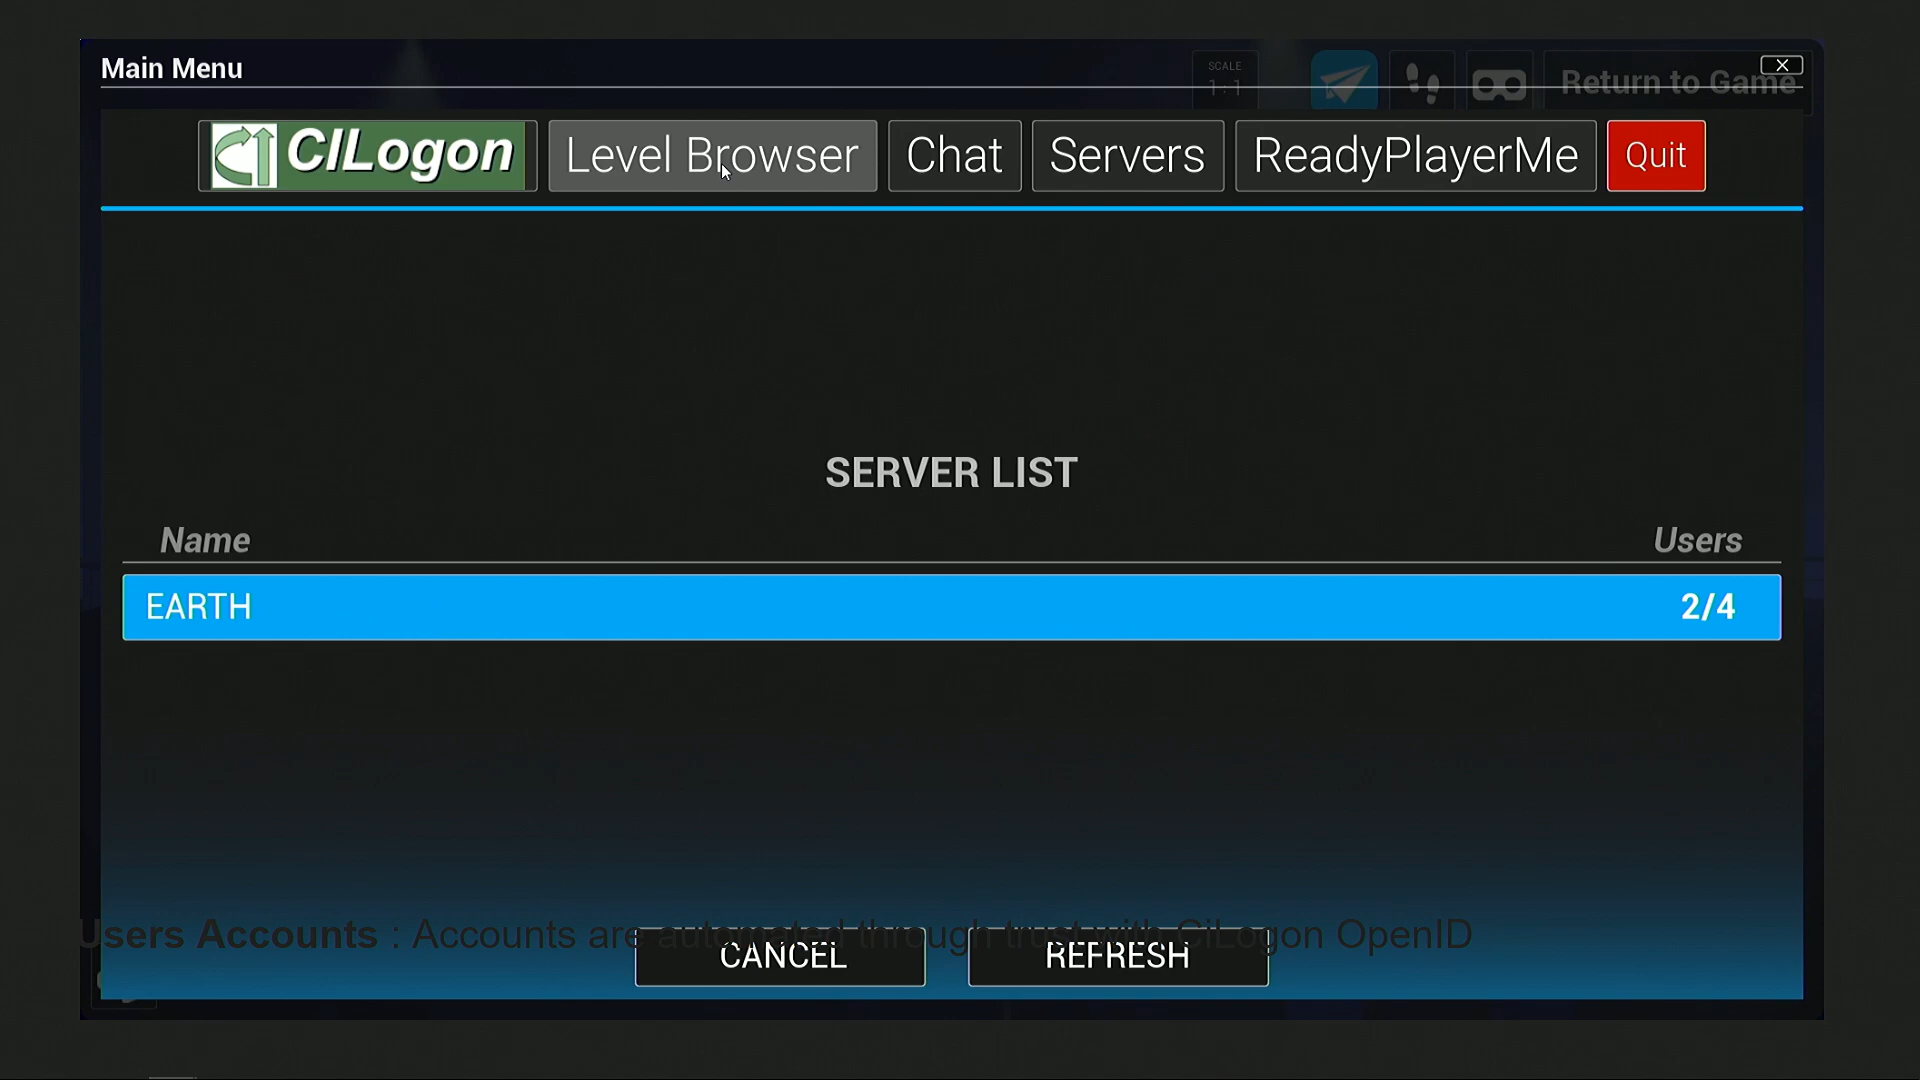 Main Menu
SCALE
1:1
Return to Game
CILogon
Level Browser
Chat
Servers
ReadyPlayerMe
Quit
SERVER LIST
Name
Users
EARTH
2/4
Users Accounts : Accounts are automated through trust with CiLogon OpenID
CANCEL
REFRESH